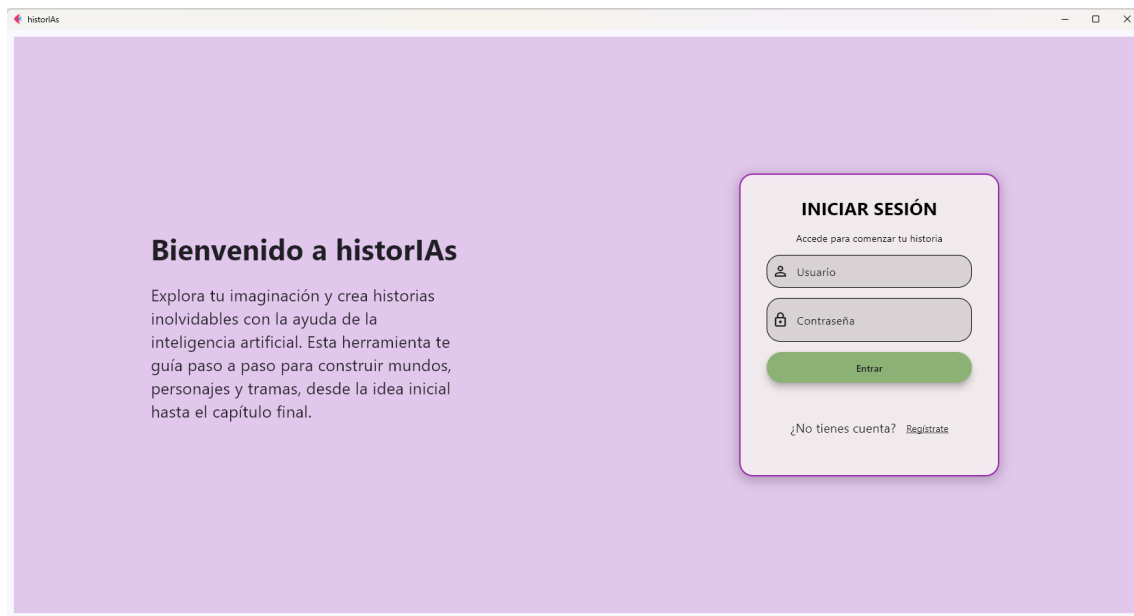 historIAs
Bienvenido a historIAs
Explora tu imaginación y crea historias
inolvidables con la ayuda de la
inteligencia artificial. Esta herramienta te
guía paso a paso para construir mundos,
personajes y tramas, desde la idea inicial
hasta el capítulo final.
INICIAR SESIÓN
Accede para comenzar tu historia
Usuario
Contraseña
Entrar
¿No tienes cuenta? Regístrate